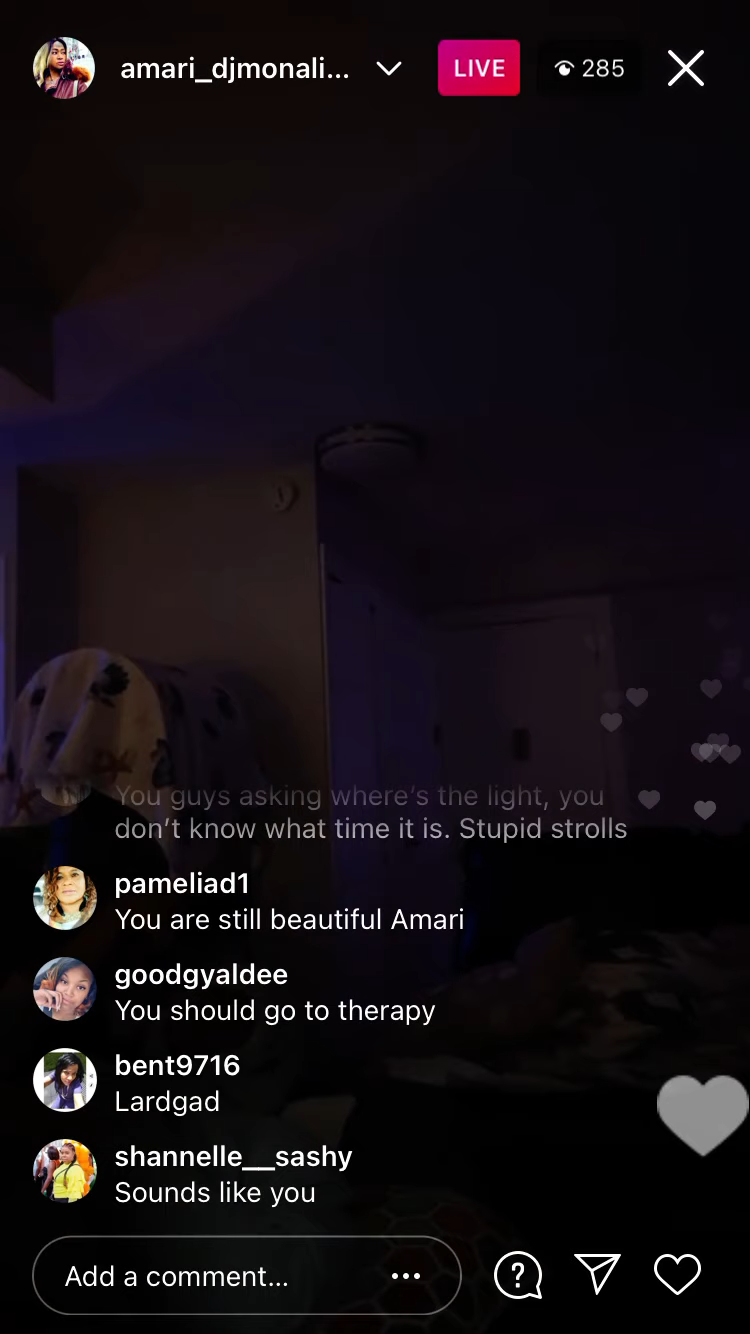 amari_djmonali...
LIVE
285
You guys asking where's the light, you
don't know what time it is. Stupid strolls
pameliad1
You are still beautiful Amari
goodgyaldee
You should go to therapy
bent9716
Lardgad
shannelle__sashy
Sounds like you
Add a comment...